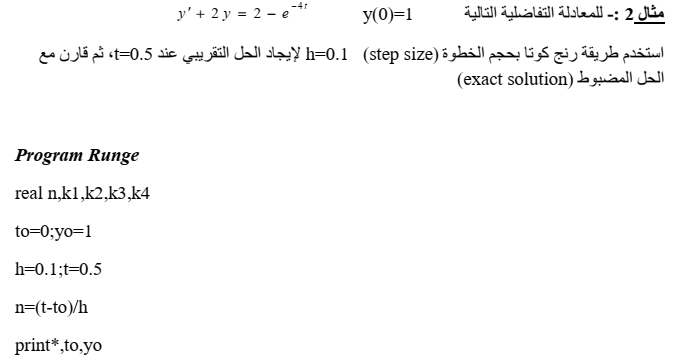 مثال 2 :- للمعادلة التفاضلية التالية y(0)=1 y′ + 2 y = 2 − e^{−4t}
استخدم طريقة رنج كوتا بحجم الخطوة (step size) h=0.1 لإيجاد الحل التقريبي عند t=0.5، ثم قارن مع
الحل المضبوط (exact solution)
Program Runge
real n,k1,k2,k3,k4
to=0;yo=1
h=0.1;t=0.5
n=(t-to)/h
print*,to,yo